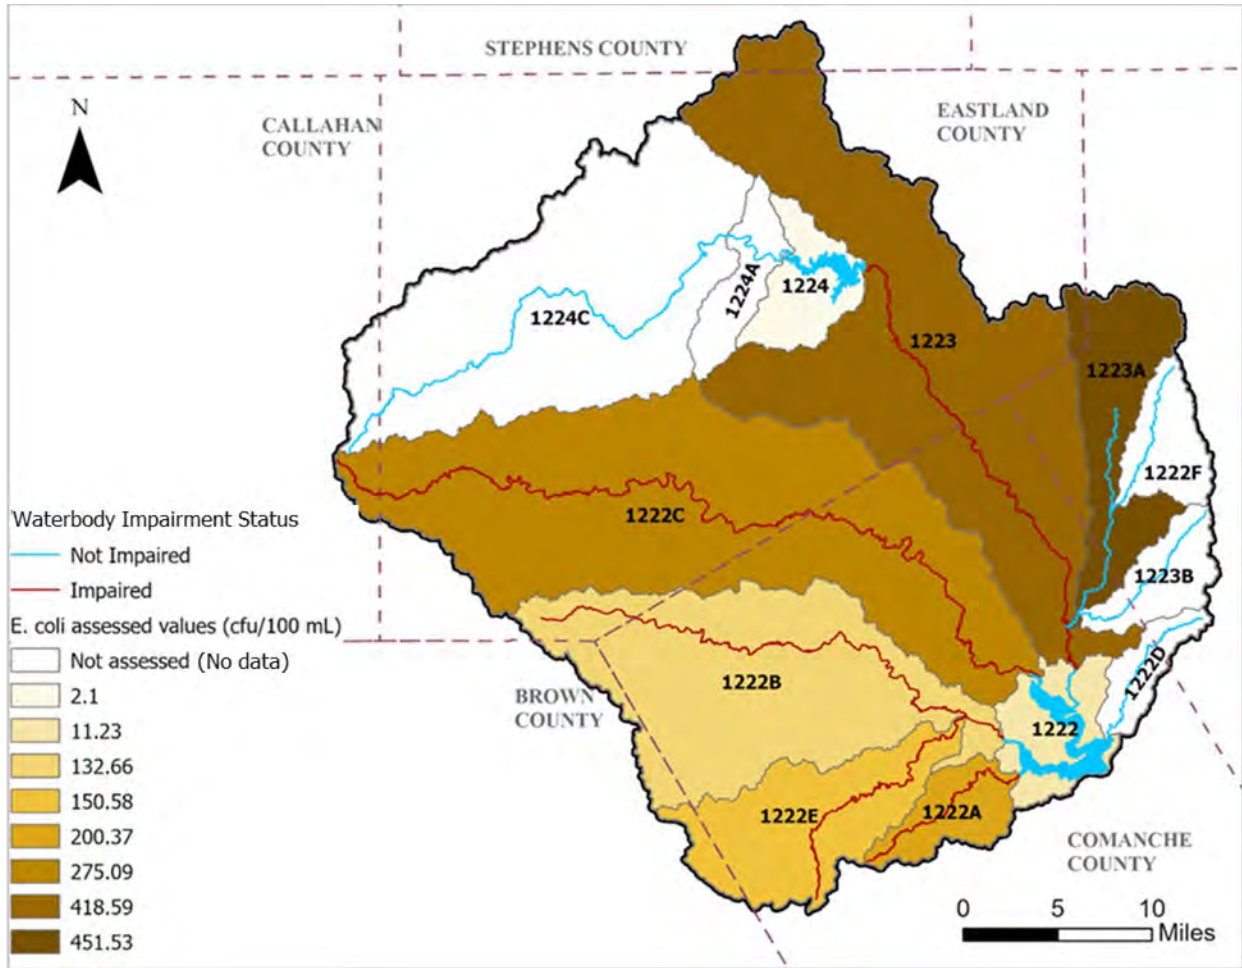 STEPHENS COUNTY
N
CALLAHAN
COUNTY
EASTLAND
COUNTY
1224A
1224
1224C
1223
1223A
1222F
Waterbody Impairment Status
Not Impaired
Impaired
E. coli assessed values (cfu/100 mL)
Not assessed (No data)
2.1
11.23
132.66
150.58
200.37
275.09
418.59
451.53
1222C
1223B
1222D
1222B
BROWN
COUNTY
1222
1222E
1222A
COMANCHE
COUNTY
0 5 10
Miles